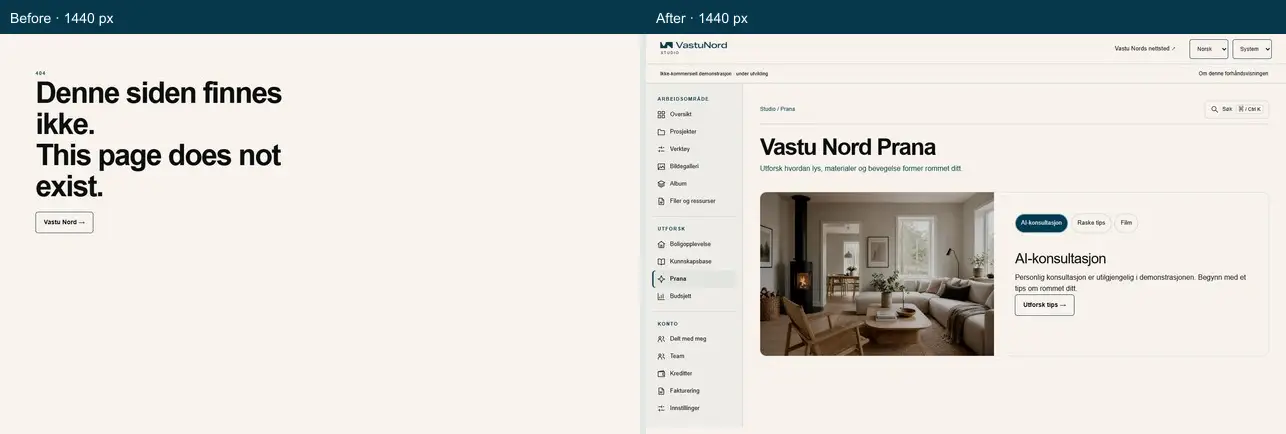 Before · 1440 px
404
Denne siden finnes
ikke.
This page does not
exist.
Vastu Nord →
After · 1440 px
VastuNord
STUDIO
Vastu Nords nettsted ↗
Norsk
System
Ikke-kommersiell demonstrasjon · under utvikling
Om denne forhåndsvisningen
ARBEIDSOMRÅDE
Oversikt
Prosjekter
Verktøy
Bildegalleri
Album
Filer og ressurser
UTFORSK
Boligopplevelse
Kunnskapsbase
Prana
Budsjett
KONTO
Delt med meg
Team
Kreditter
Fakturering
Innstillinger
Studio / Prana
Søk ⌘ / Ctrl K
Vastu Nord Prana
Utforsk hvordan lys, materialer og bevegelse former rommet ditt.
AI-konsultasjon
Raske tips
Film
AI-konsultasjon
Personlig konsultasjon er utilgjengelig i demonstrasjonen. Begynn med et
tips om rommet ditt.
Utforsk tips →